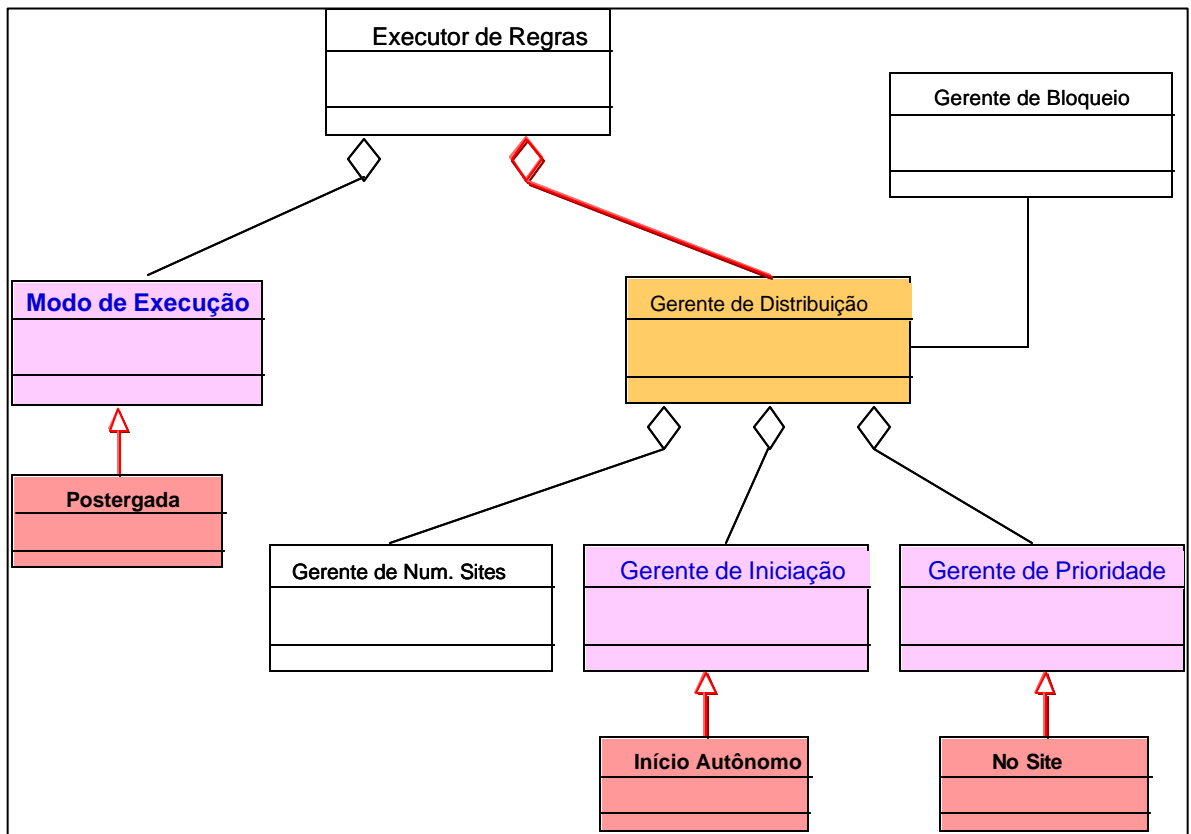 Executor de Regras
Gerente de Bloqueio
Modo de Execução
Gerente de Distribuição
Postergada
Gerente de Num. Sites
Gerente de Iniciação
Gerente de Prioridade
Início Autônomo
No Site